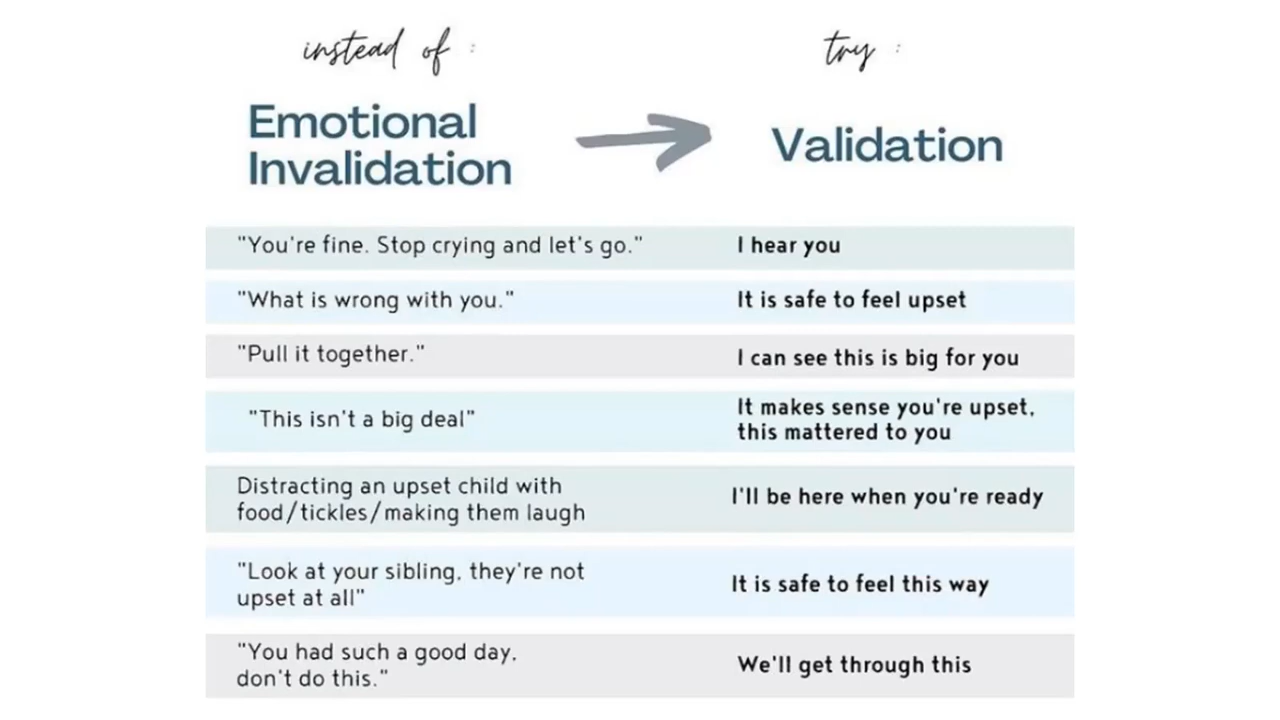 instead of :
try :
Emotional
Invalidation
Validation
"You're fine. Stop crying and let's go."
I hear you
"What is wrong with you."
It is safe to feel upset
"Pull it together."
I can see this is big for you
"This isn't a big deal"
It makes sense you're upset,
this mattered to you
Distracting an upset child with
food/tickles/making them laugh
I'll be here when you're ready
"Look at your sibling, they're not
upset at all"
It is safe to feel this way
"You had such a good day,
don't do this."
We'll get through this